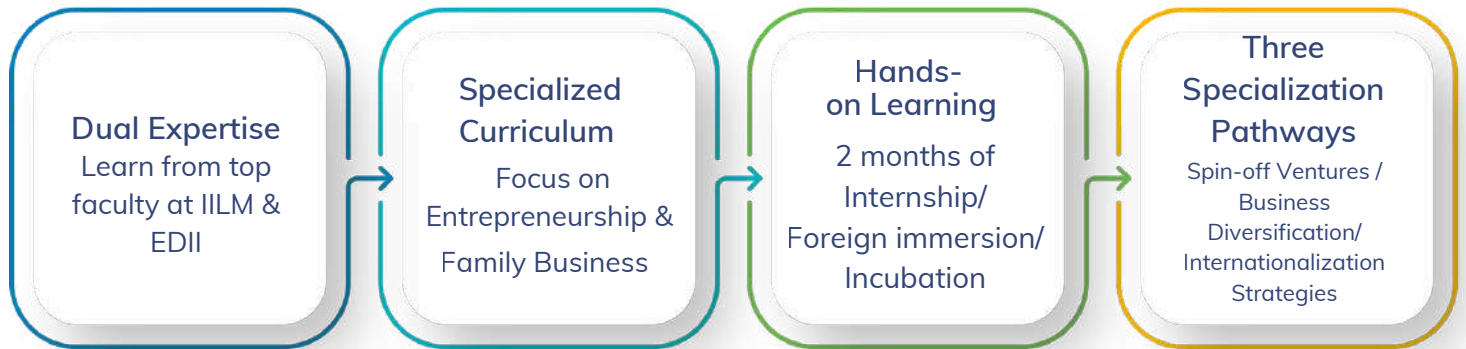 Dual Expertise
Learn from top
faculty at IILM &
EDII
Specialized
Curriculum
Focus on
Entrepreneurship &
Family Business
Hands-
on Learning
2 months of
Internship/
Foreign immersion/
Incubation
Three
Specialization
Pathways
Spin-off Ventures /
Business
Diversification/
Internationalization
Strategies